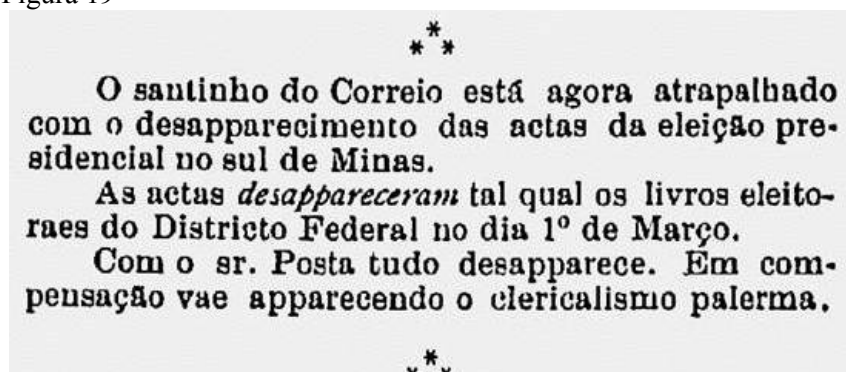 Figura 19
***
O santinho do Correio está agora atrapalhado
com o desapparecimento das actas da eleição pre-
sidencial no sul de Minas.
As actas desappareceram tal qual os livros eleito-
raes do Districto Federal no dia 1º de Março.
Com o sr. Posta tudo desapparece. Em com-
pensação vae apparecendo o clericalismo palerma.
***